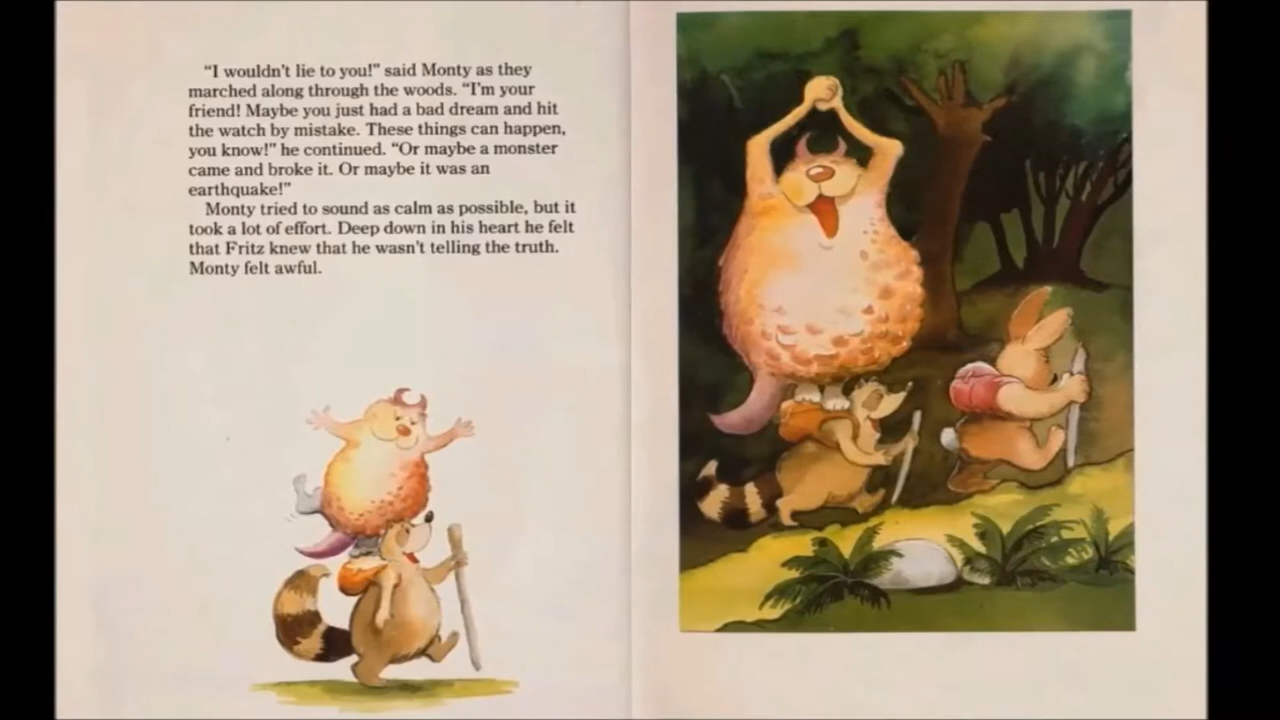 “I wouldn't lie to you!” said Monty as they
marched along through the woods. “I'm your
friend! Maybe you just had a bad dream and hit
the watch by mistake. These things can happen,
you know!” he continued. “Or maybe a monster
came and broke it. Or maybe it was an
earthquake!”
Monty tried to sound as calm as possible, but it
took a lot of effort. Deep down in his heart he felt
that Fritz knew that he wasn't telling the truth.
Monty felt awful.